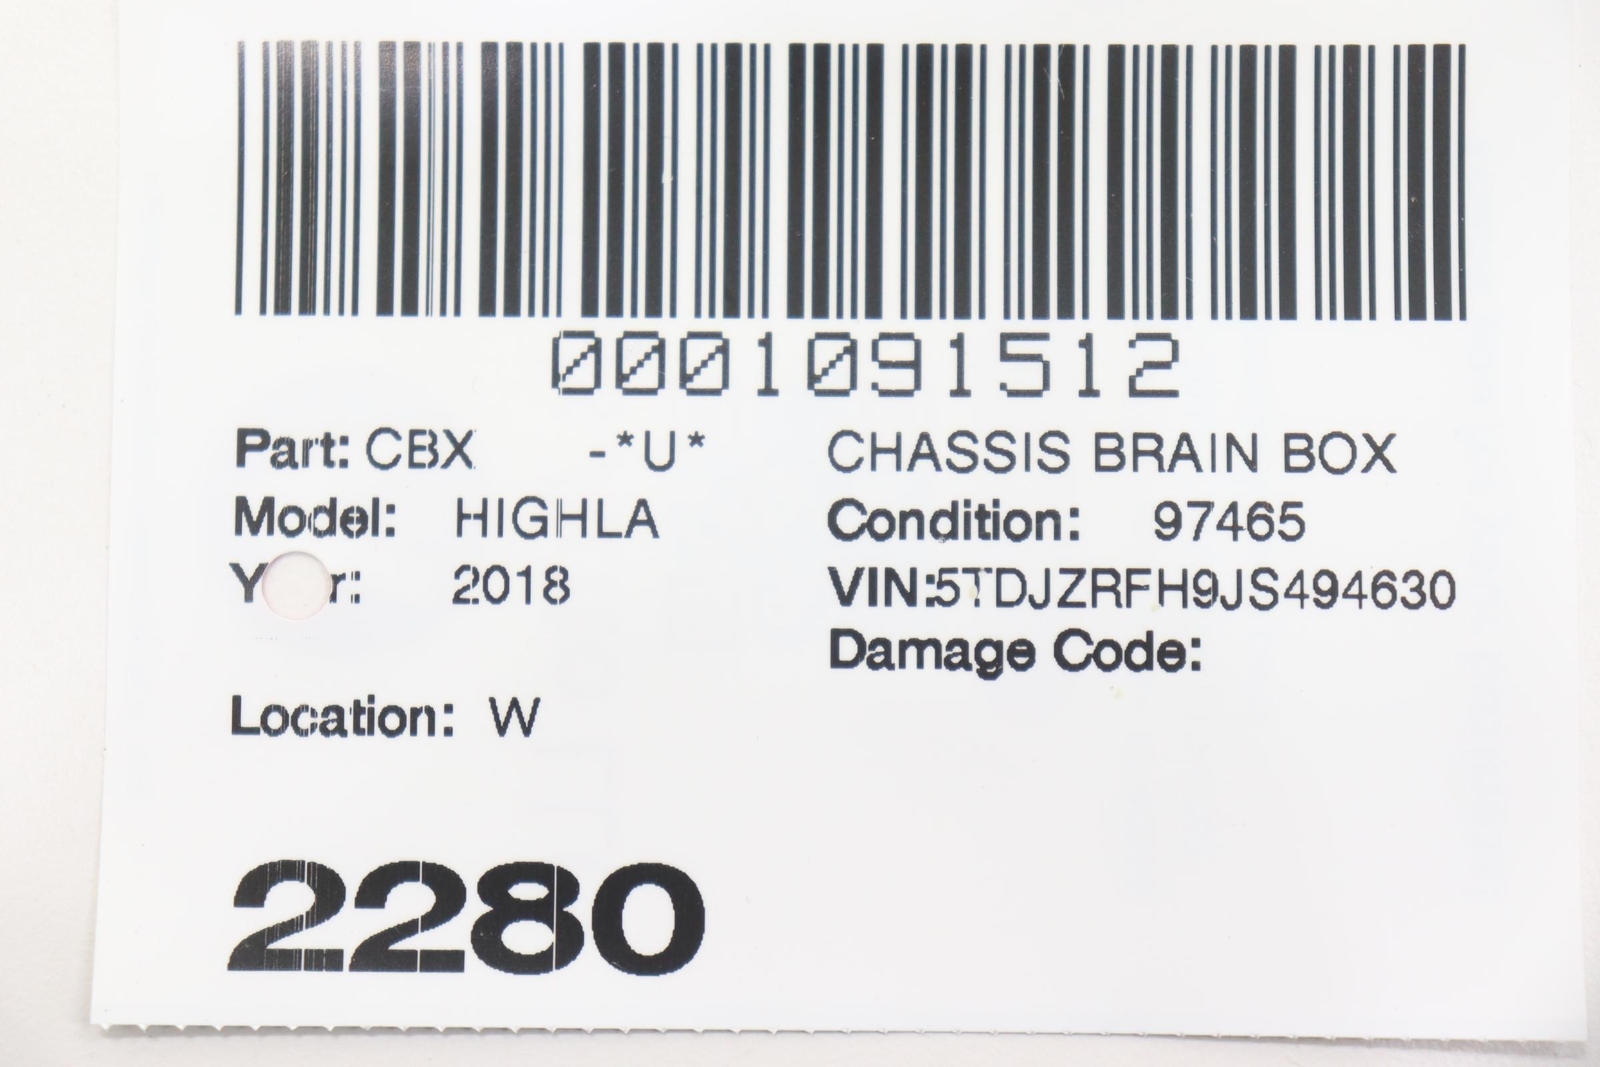 0001091512
Part: CBX -*U* CHASSIS BRAIN BOX
Model: HIGHLA Condition: 97465
2018 VIN:5TDJZRFH9JS494630
Damage Code:
Location: W
2280